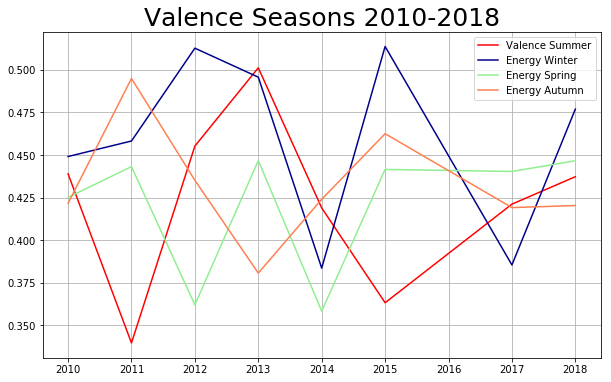 Valence Seasons 2010-2018
Valence Summer
Energy Winter
Energy Spring
Energy Autumn
0.500
0.475
0.450
0.425
0.400
0.375
0.350
2010 2011 2012 2013 2014 2015 2016 2017 2018